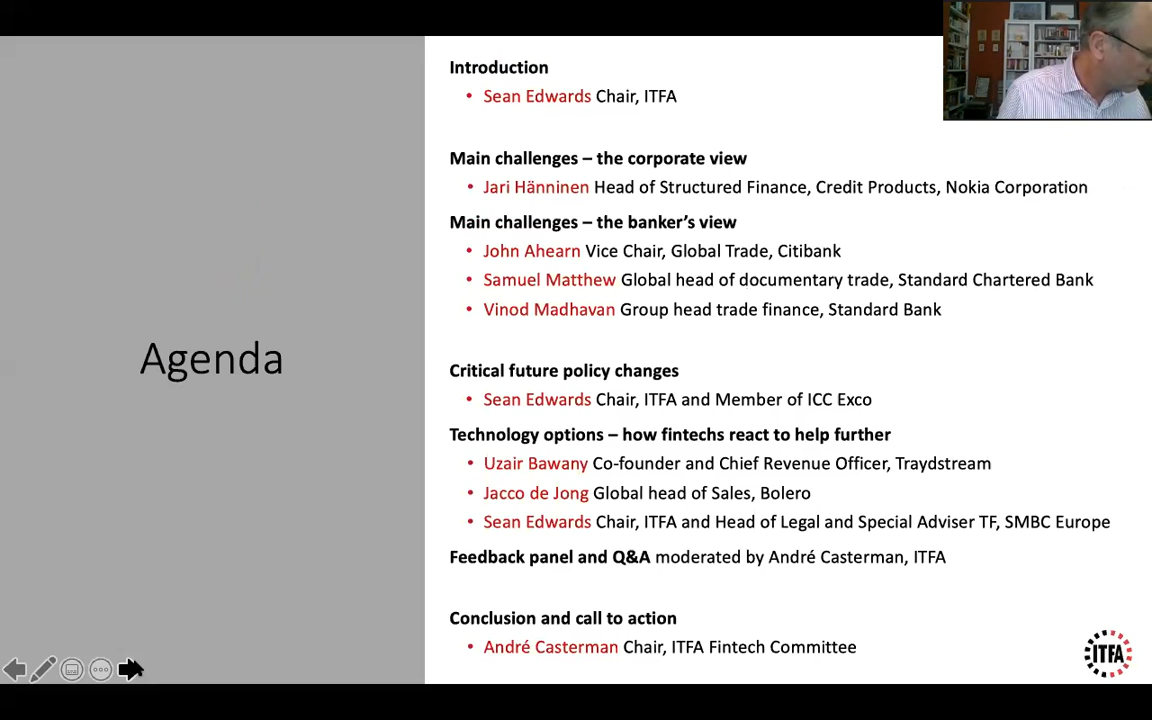 Agenda
Introduction
• Sean Edwards Chair, ITFA
Main challenges – the corporate view
• Jari Hänninen Head of Structured Finance, Credit Products, Nokia Corporation
Main challenges – the banker’s view
• John Ahearn Vice Chair, Global Trade, Citibank
• Samuel Matthew Global head of documentary trade, Standard Chartered Bank
• Vinod Madhavan Group head trade finance, Standard Bank
Critical future policy changes
• Sean Edwards Chair, ITFA and Member of ICC Exco
Technology options – how fintechs react to help further
• Uzair Bawany Co-founder and Chief Revenue Officer, Traydstream
• Jacco de Jong Global head of Sales, Bolero
• Sean Edwards Chair, ITFA and Head of Legal and Special Adviser TF, SMBC Europe
Feedback panel and Q&A moderated by André Casterman, ITFA
Conclusion and call to action
• André Casterman Chair, ITFA Fintech Committee
ITFA